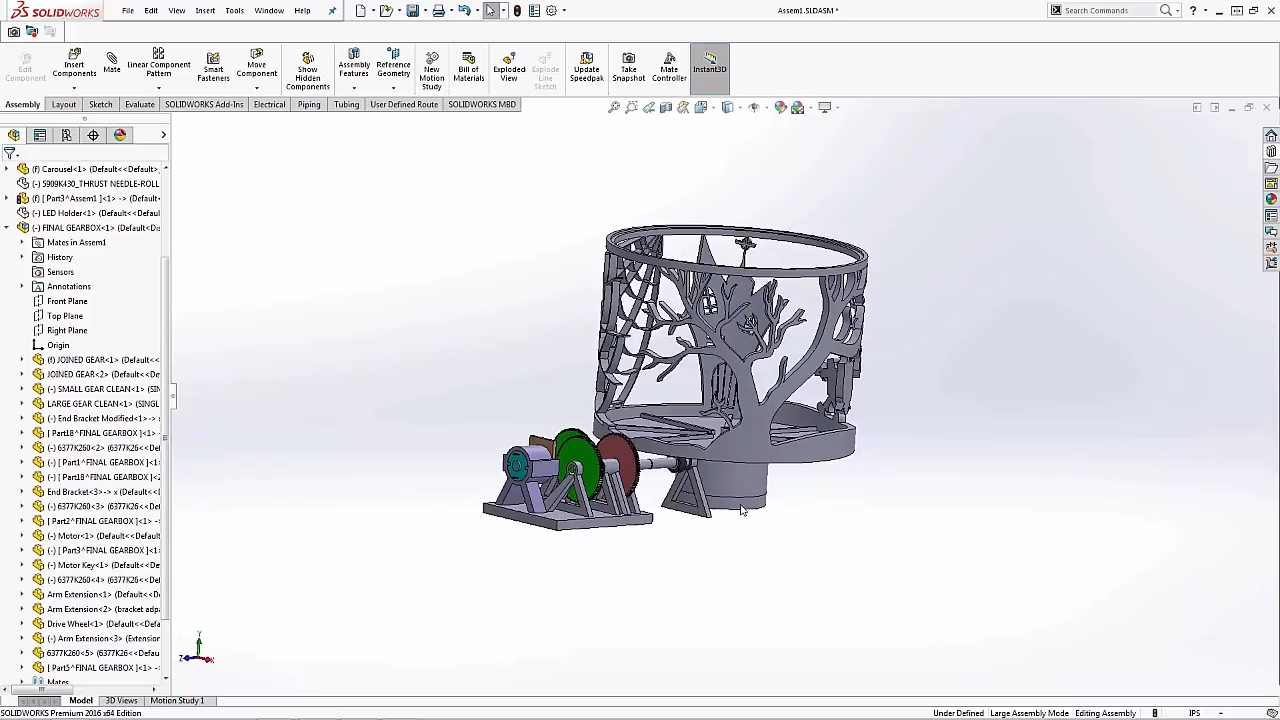 SOLIDWORKS
File Edit View Insert Tools Window Help
Assem1.SLDASM *
Search Commands
Edit Component
Insert Components
Mate
Linear Component Pattern
Smart Fasteners
Move Component
Show Hidden Components
Assembly Features
Reference Geometry
New Motion Study
Bill of Materials
Exploded View
Explode Line Sketch
Update Speedpak
Take Snapshot
Mate Controller
Instant3D
Assembly Layout Sketch Evaluate SOLIDWORKS Add-Ins Electrical Piping Tubing User Defined Route SOLIDWORKS MBD
(f) Carousel<1> (Default<<Default>
(-) 5909K430_THRUST NEEDLE-ROLL
(f) [ Part3^Assem1 ]<1> -> (Default
(-) LED Holder<1> (Default<<Defaul
(-) FINAL GEARBOX<1> (Default<Dis
Mates in Assem1
History
Sensors
Annotations
Front Plane
Top Plane
Right Plane
Origin
(f) JOINED GEAR<1> (Default<<
JOINED GEAR<2> (Default<<De
(-) SMALL GEAR CLEAN<1> (SIN
LARGE GEAR CLEAN<1> (SINGL
(-) End Bracket Modified<1>->
[ Part18^FINAL GEARBOX ]<1>
(-) 6377K260<2> (6377K26<<Def
(-) [ Part1^FINAL GEARBOX ]<1>
(-) [ Part18^FINAL GEARBOX ]<1
End Bracket<3>-> x (Default<<
(-) 6377K260<3> (6377K26<<Def
[ Part2^FINAL GEARBOX ]<1> -
(-) Motor<1> (Default<<Defaul
(-) [ Part3^FINAL GEARBOX ]<1>
(-) Motor Key<1> (Default<<De
(-) 6377K260<4> (6377K26<<Def
Arm Extension<1> (Default<<D
Arm Extension<2> (bracket adpa
Drive Wheel<1> (Default<<Def
(-) Arm Extension<3> (Extension
6377K260<5> (6377K26<<Defau
[ Part5^FINAL GEARBOX ]<1> ->
Mates
Y
Z X
Model 3D Views Motion Study 1
SOLIDWORKS Premium 2016 x64 Edition
Under Defined Large Assembly Mode Editing Assembly IPS